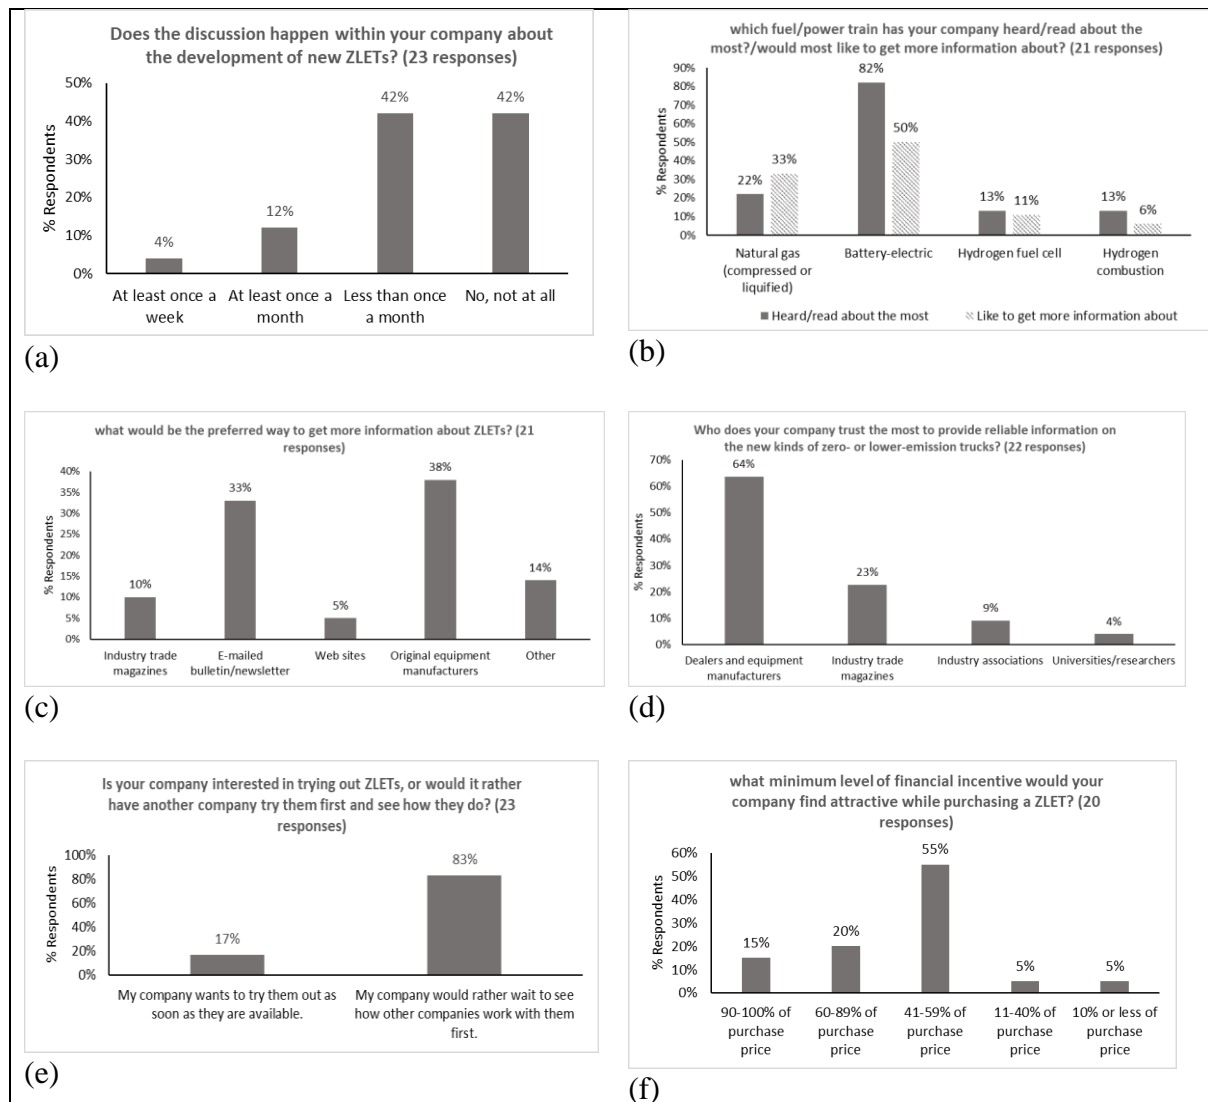 Does the discussion happen within your company about
the development of new ZLETs? (23 responses)
% Respondents
50%
40%
30%
20%
10%
0%
4%
12%
42%
42%
At least once a
week
At least once a
month
Less than once
a month
No, not at all
(a)
which fuel/power train has your company heard/read about the
most?/would most like to get more information about? (21 responses)
% Respondents
90%
80%
70%
60%
50%
40%
30%
20%
10%
0%
22%
33%
82%
50%
13%
11%
13%
6%
Natural gas
(compressed or
liquified)
Battery-electric
Hydrogen fuel cell
Hydrogen
combustion
Heard/read about the most
Like to get more information about
(b)
what would be the preferred way to get more information about ZLETs? (21
responses)
% Respondents
40%
35%
30%
25%
20%
15%
10%
5%
0%
10%
33%
5%
38%
14%
Industry trade
magazines
E-mailed
bulletin/newsletter
Web sites
Original equipment
manufacturers
Other
(c)
Who does your company trust the most to provide reliable information on
the new kinds of zero- or lower-emission trucks? (22 responses)
% Respondents
70%
60%
50%
40%
30%
20%
10%
0%
64%
23%
9%
4%
Dealers and equipment
manufacturers
Industry trade
magazines
Industry associations
Universities/researchers
(d)
Is your company interested in trying out ZLETs, or would it rather
have another company try them first and see how they do? (23
responses)
% Respondents
100%
80%
60%
40%
20%
0%
17%
83%
My company wants to try them out as
soon as they are available.
My company would rather wait to see
how other companies work with them
first.
(e)
what minimum level of financial incentive would your
company find attractive while purchasing a ZLET? (20
responses)
% Respondents
60%
50%
40%
30%
20%
10%
0%
15%
20%
55%
5%
5%
90-100% of
purchase
price
60-89% of
purchase
price
41-59% of
purchase
price
11-40% of
purchase
price
10% or less of
purchase
price
(f)